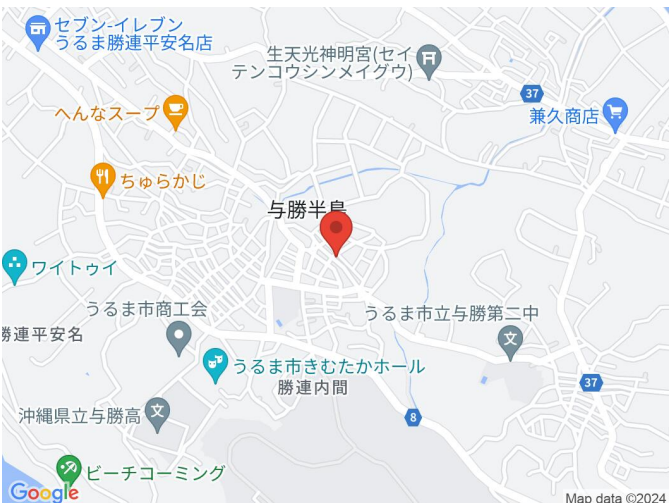 セブン-イレブン
うるま勝連平安名店
生天光神明宮(セイ
テンコウシンメイグウ)
37
へんなスープ
兼久商店
ちゅらかじ
与勝半島
ワイトゥイ
うるま市商工会
うるま市立与勝第二中
勝連平安名
うるま市きむたかホール
37
勝連内間
沖縄県立与勝高
8
ビーチコーミング
Google
Map data ©2024